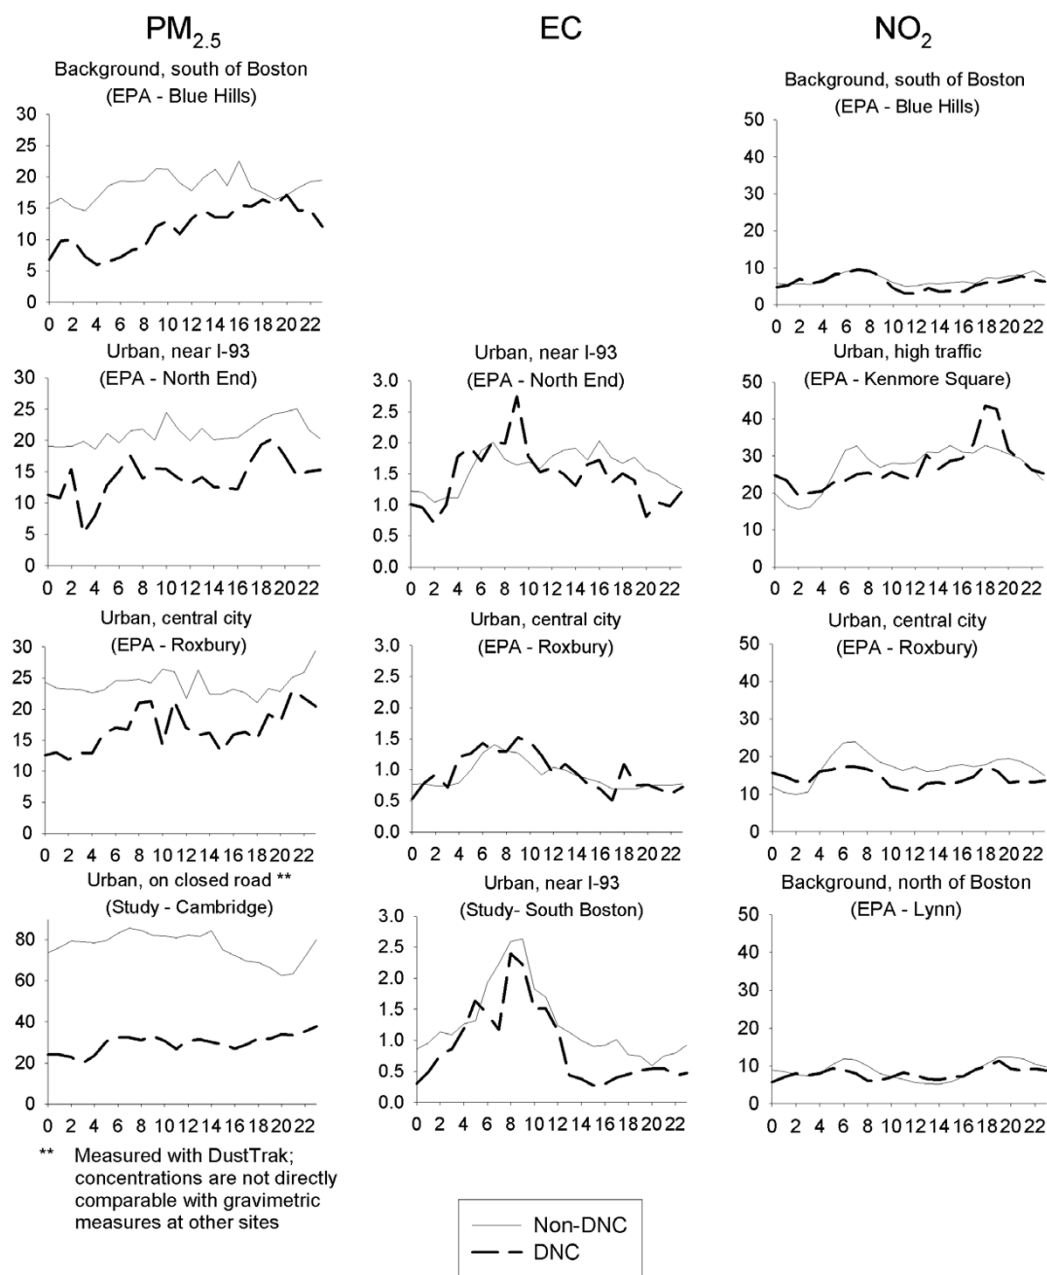 PM2.5
EC
NO2
Background, south of Boston
(EPA - Blue Hills)
30
25
20
15
10
5
0
0 2 4 6 8 10 12 14 16 18 20 22
Background, south of Boston
(EPA - Blue Hills)
50
40
30
20
10
0
0 2 4 6 8 10 12 14 16 18 20 22
Urban, near I-93
(EPA - North End)
30
25
20
15
10
5
0
0 2 4 6 8 10 12 14 16 18 20 22
Urban, near I-93
(EPA - North End)
3.0
2.5
2.0
1.5
1.0
0.5
0.0
0 2 4 6 8 10 12 14 16 18 20 22
Urban, high traffic
(EPA - Kenmore Square)
50
40
30
20
10
0
0 2 4 6 8 10 12 14 16 18 20 22
Urban, central city
(EPA - Roxbury)
30
25
20
15
10
5
0
0 2 4 6 8 10 12 14 16 18 20 22
Urban, central city
(EPA - Roxbury)
3.0
2.5
2.0
1.5
1.0
0.5
0.0
0 2 4 6 8 10 12 14 16 18 20 22
Urban, central city
(EPA - Roxbury)
50
40
30
20
10
0
0 2 4 6 8 10 12 14 16 18 20 22
Urban, on closed road **
(Study - Cambridge)
80
60
40
20
0
0 2 4 6 8 10 12 14 16 18 20 22
Urban, near I-93
(Study- South Boston)
3.0
2.5
2.0
1.5
1.0
0.5
0.0
0 2 4 6 8 10 12 14 16 18 20 22
Background, north of Boston
(EPA - Lynn)
50
40
30
20
10
0
0 2 4 6 8 10 12 14 16 18 20 22
** Measured with DustTrak;
concentrations are not directly
comparable with gravimetric
measures at other sites
Non-DNC
DNC